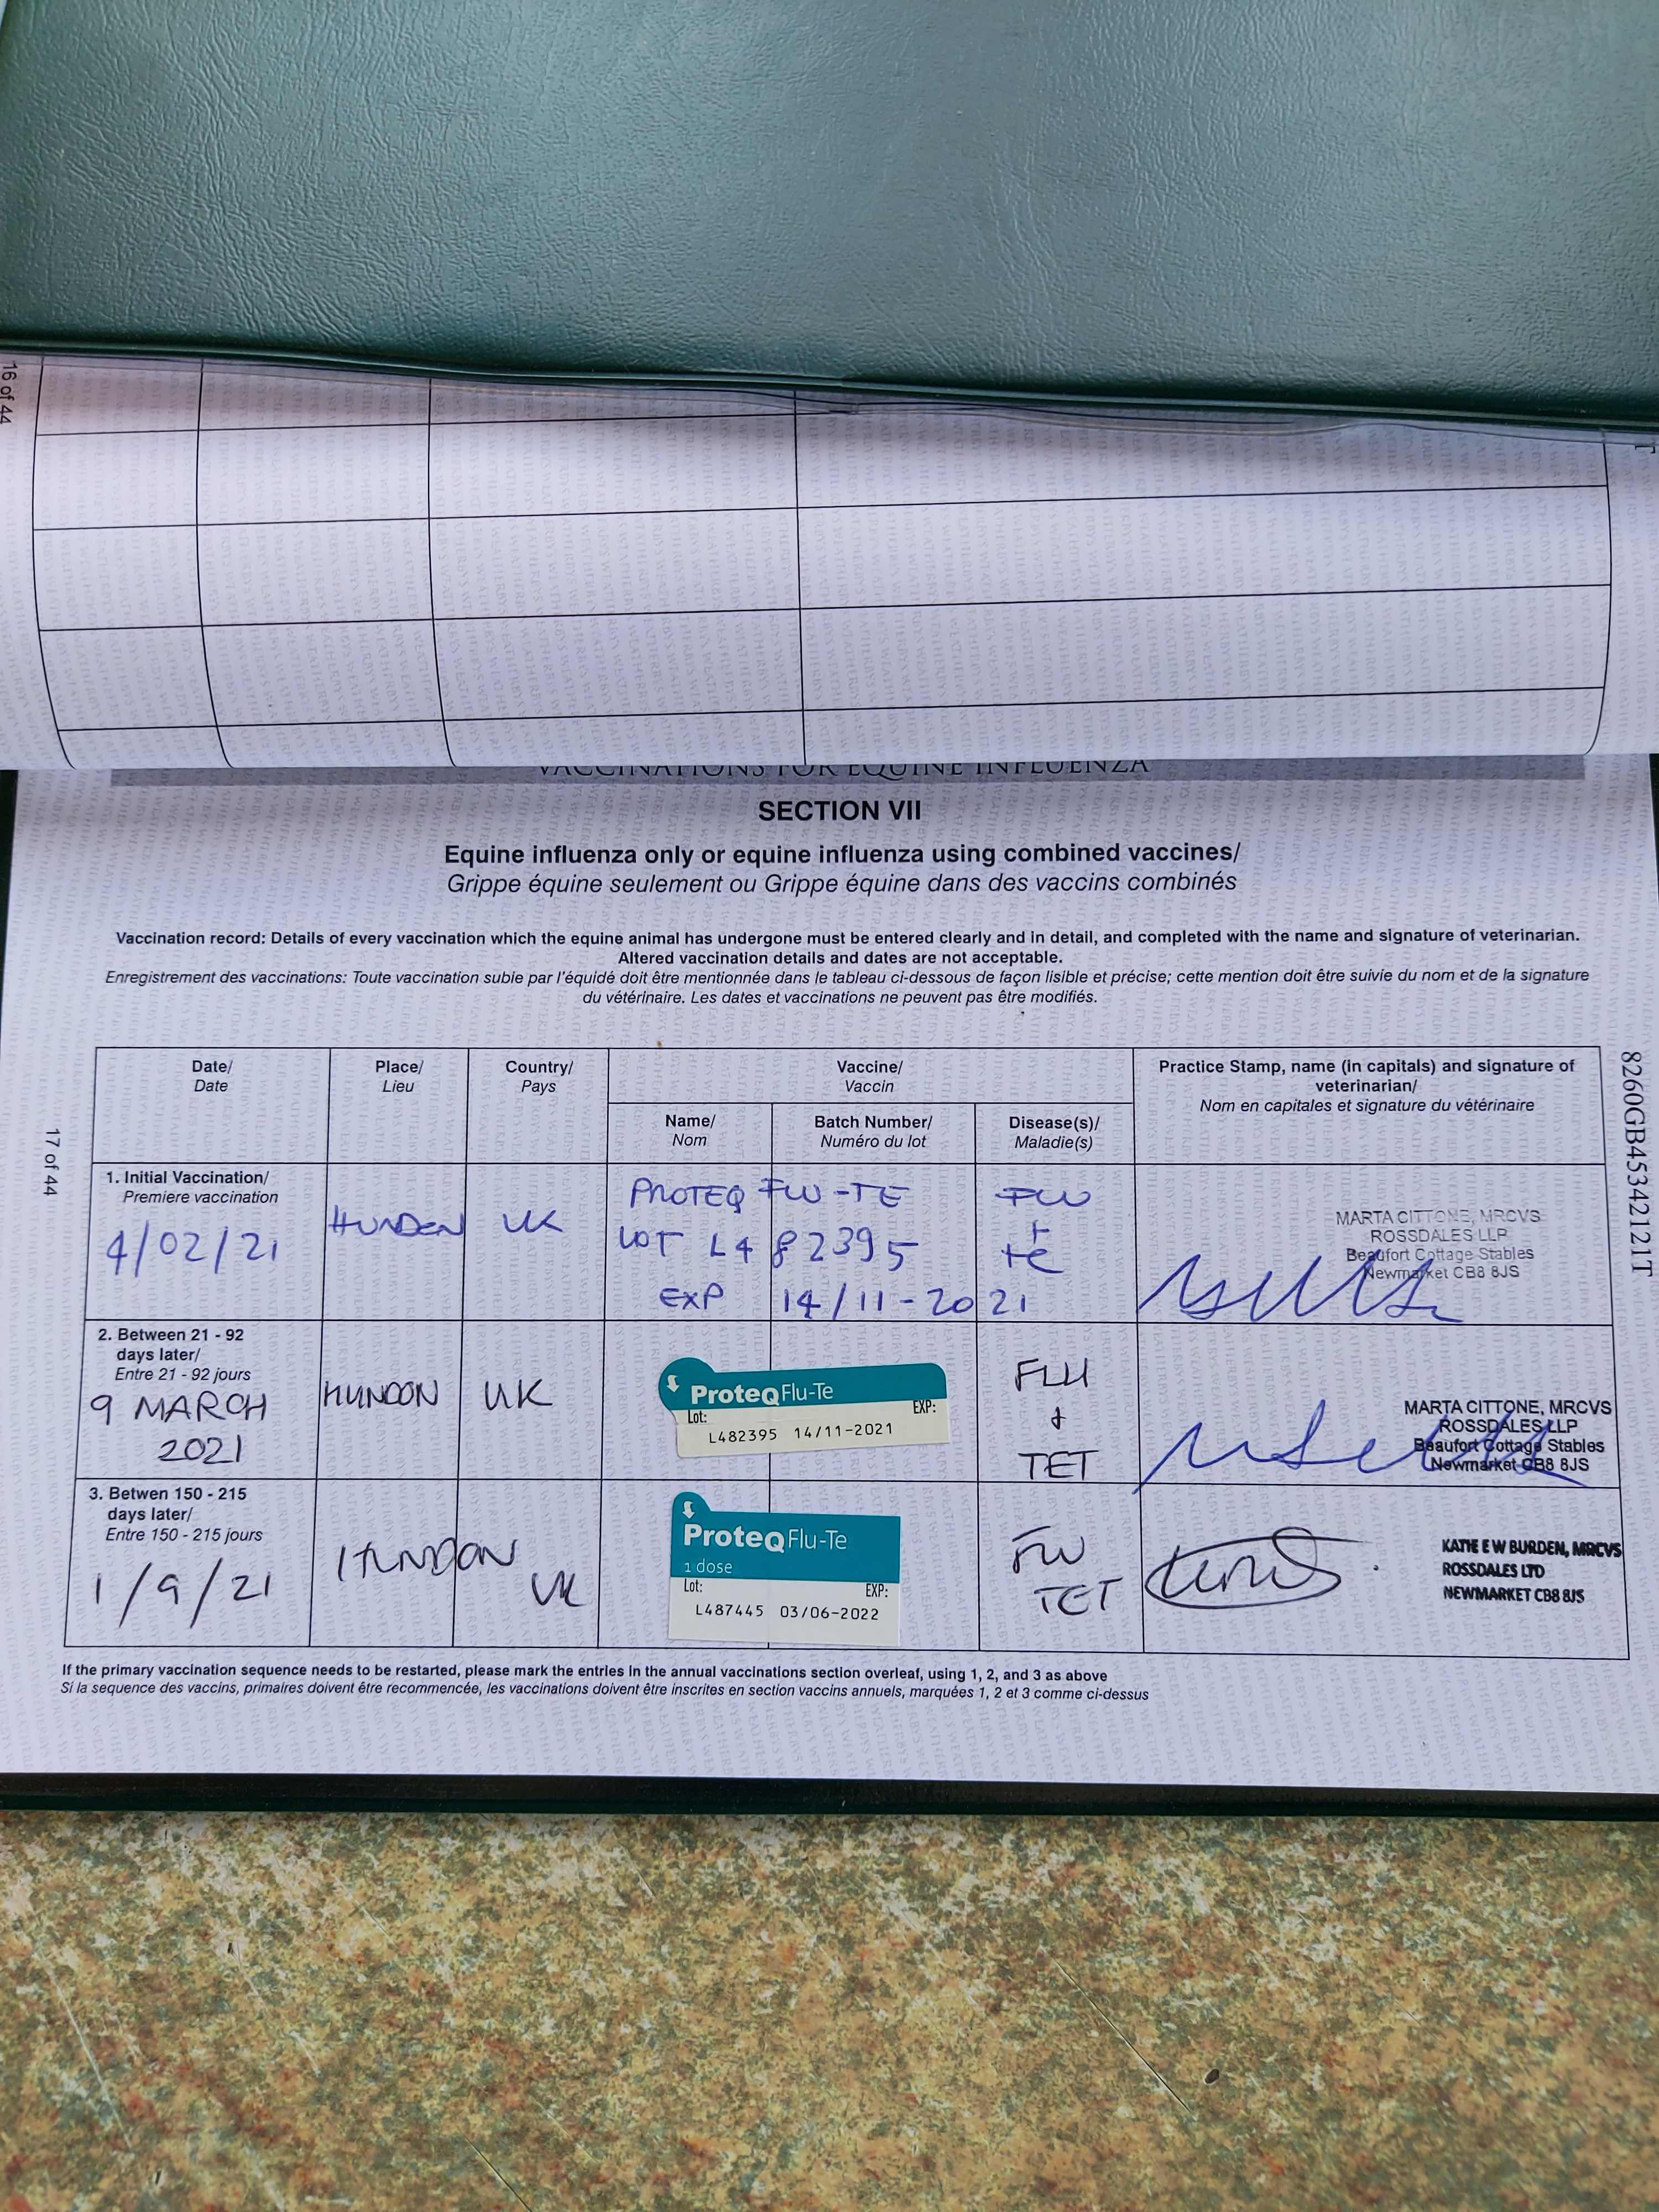 16 of 44
VACCINATIONS FOR EQUINE INFLUENZA
SECTION VII
Equine influenza only or equine influenza using combined vaccines/
Grippe équine seulement ou Grippe équine dans des vaccins combinés
Vaccination record: Details of every vaccination which the equine animal has undergone must be entered clearly and in detail, and completed with the name and signature of veterinarian.
Altered vaccination details and dates are not acceptable.
Enregistrement des vaccinations: Toute vaccination subie par l'équidé doit être mentionnée dans le tableau ci-dessous de façon lisible et précise; cette mention doit être suivie du nom et de la signature
du vétérinaire. Les dates et vaccinations ne peuvent pas être modifiés.
Date/
Date
Place/
Lieu
Country/
Pays
Vaccine/
Vaccin
Name/
Nom
Batch Number/
Numéro du lot
Disease(s)/
Maladie(s)
Practice Stamp, name (in capitals) and signature of
veterinarian/
Nom en capitales et signature du vétérinaire
1. Initial Vaccination/
Premiere vaccination
4/02/21
HUNDEN
UK
PROTEQ FLU-TE
LOT L482395
EXP 14/11-2021
FLU
+
te
MARTA CITTONE, MRCVS
ROSSDALES LLP
Beaufort Cottage Stables
Newmarket CB8 8JS
2. Between 21 - 92
days later/
Entre 21 - 92 jours
9 MARCH
2021
HUNDON
UK
ProteqFlu-Te
Lot: EXP:
L482395 14/11-2021
FLU
+
TET
MARTA CITTONE, MRCVS
ROSSDALES LLP
Beaufort Cottage Stables
Newmarket CB8 8JS
3. Betwen 150 - 215
days later/
Entre 150 - 215 jours
1/9/21
HUNDON
UK
ProteqFlu-Te
1 dose
Lot: EXP:
L487445 03/06-2022
FLU
TET
KATIE E W BURDEN, MRCVS
ROSSDALES LTD
NEWMARKET CB8 8JS
If the primary vaccination sequence needs to be restarted, please mark the entries in the annual vaccinations section overleaf, using 1, 2, and 3 as above
Si la sequence des vaccins, primaires doivent être recommencée, les vaccinations doivent être inscrites en section vaccins annuels, marquées 1, 2 et 3 comme ci-dessus
17 of 44
8260GB45342121T